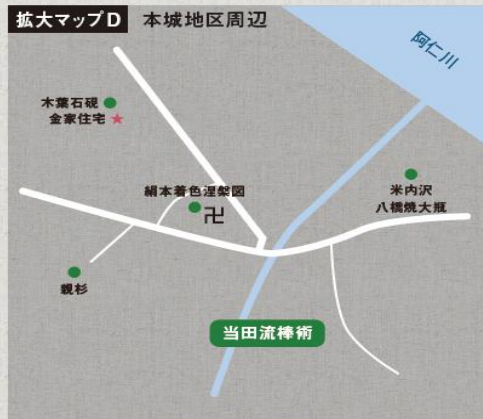 拡大マップD 本城地区周辺
阿仁川
木葉石硯
金家住宅
絹本着色涅槃図
米内沢
八橋焼大瓶
親杉
当田流棒術